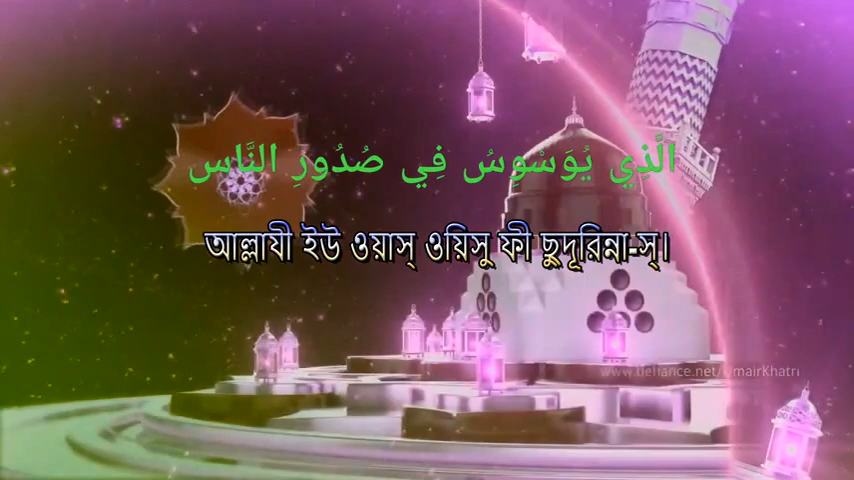 الَّذِي يُوَسْوِسُ فِي صُدُورِ النَّاسِ
আল্লাযী ইউ ওয়াস্ ওয়িসু ফী ছুদূরিন্না-স্।